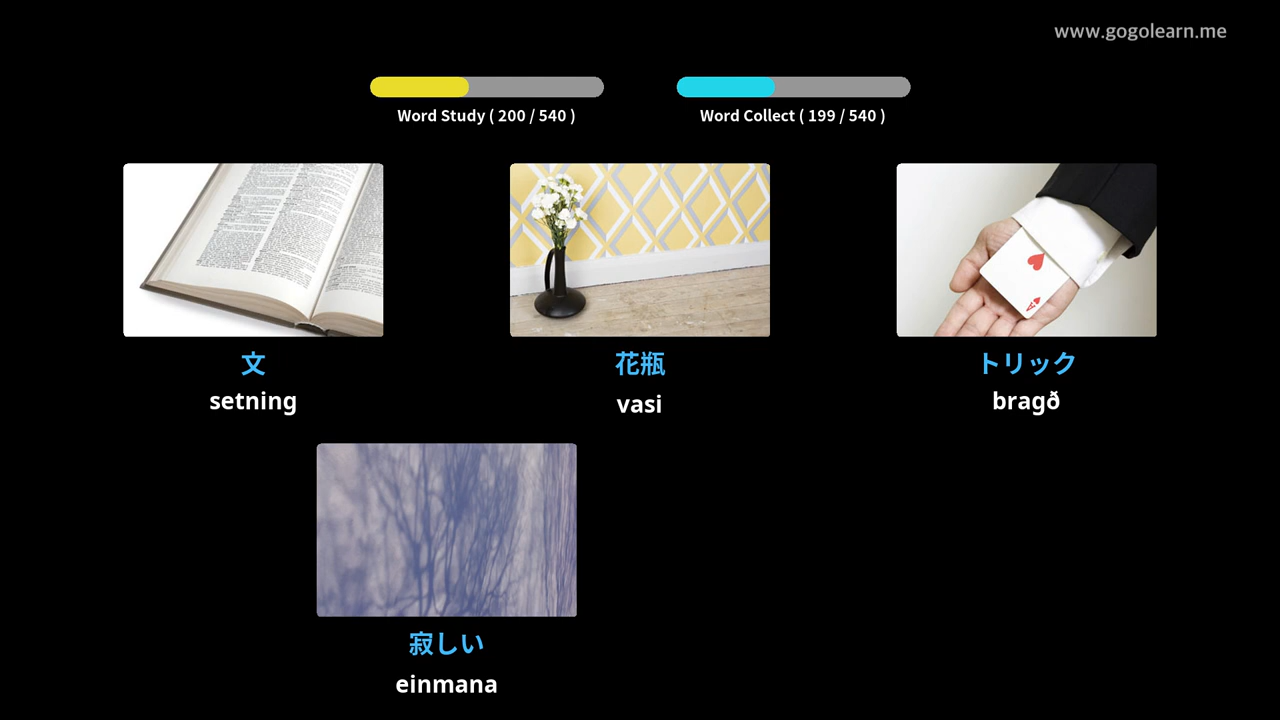 www.gogolearn.me
Word Study ( 200 / 540 )
Word Collect ( 199 / 540 )
文
setning
花瓶
vasi
トリック
bragð
寂しい
einmana